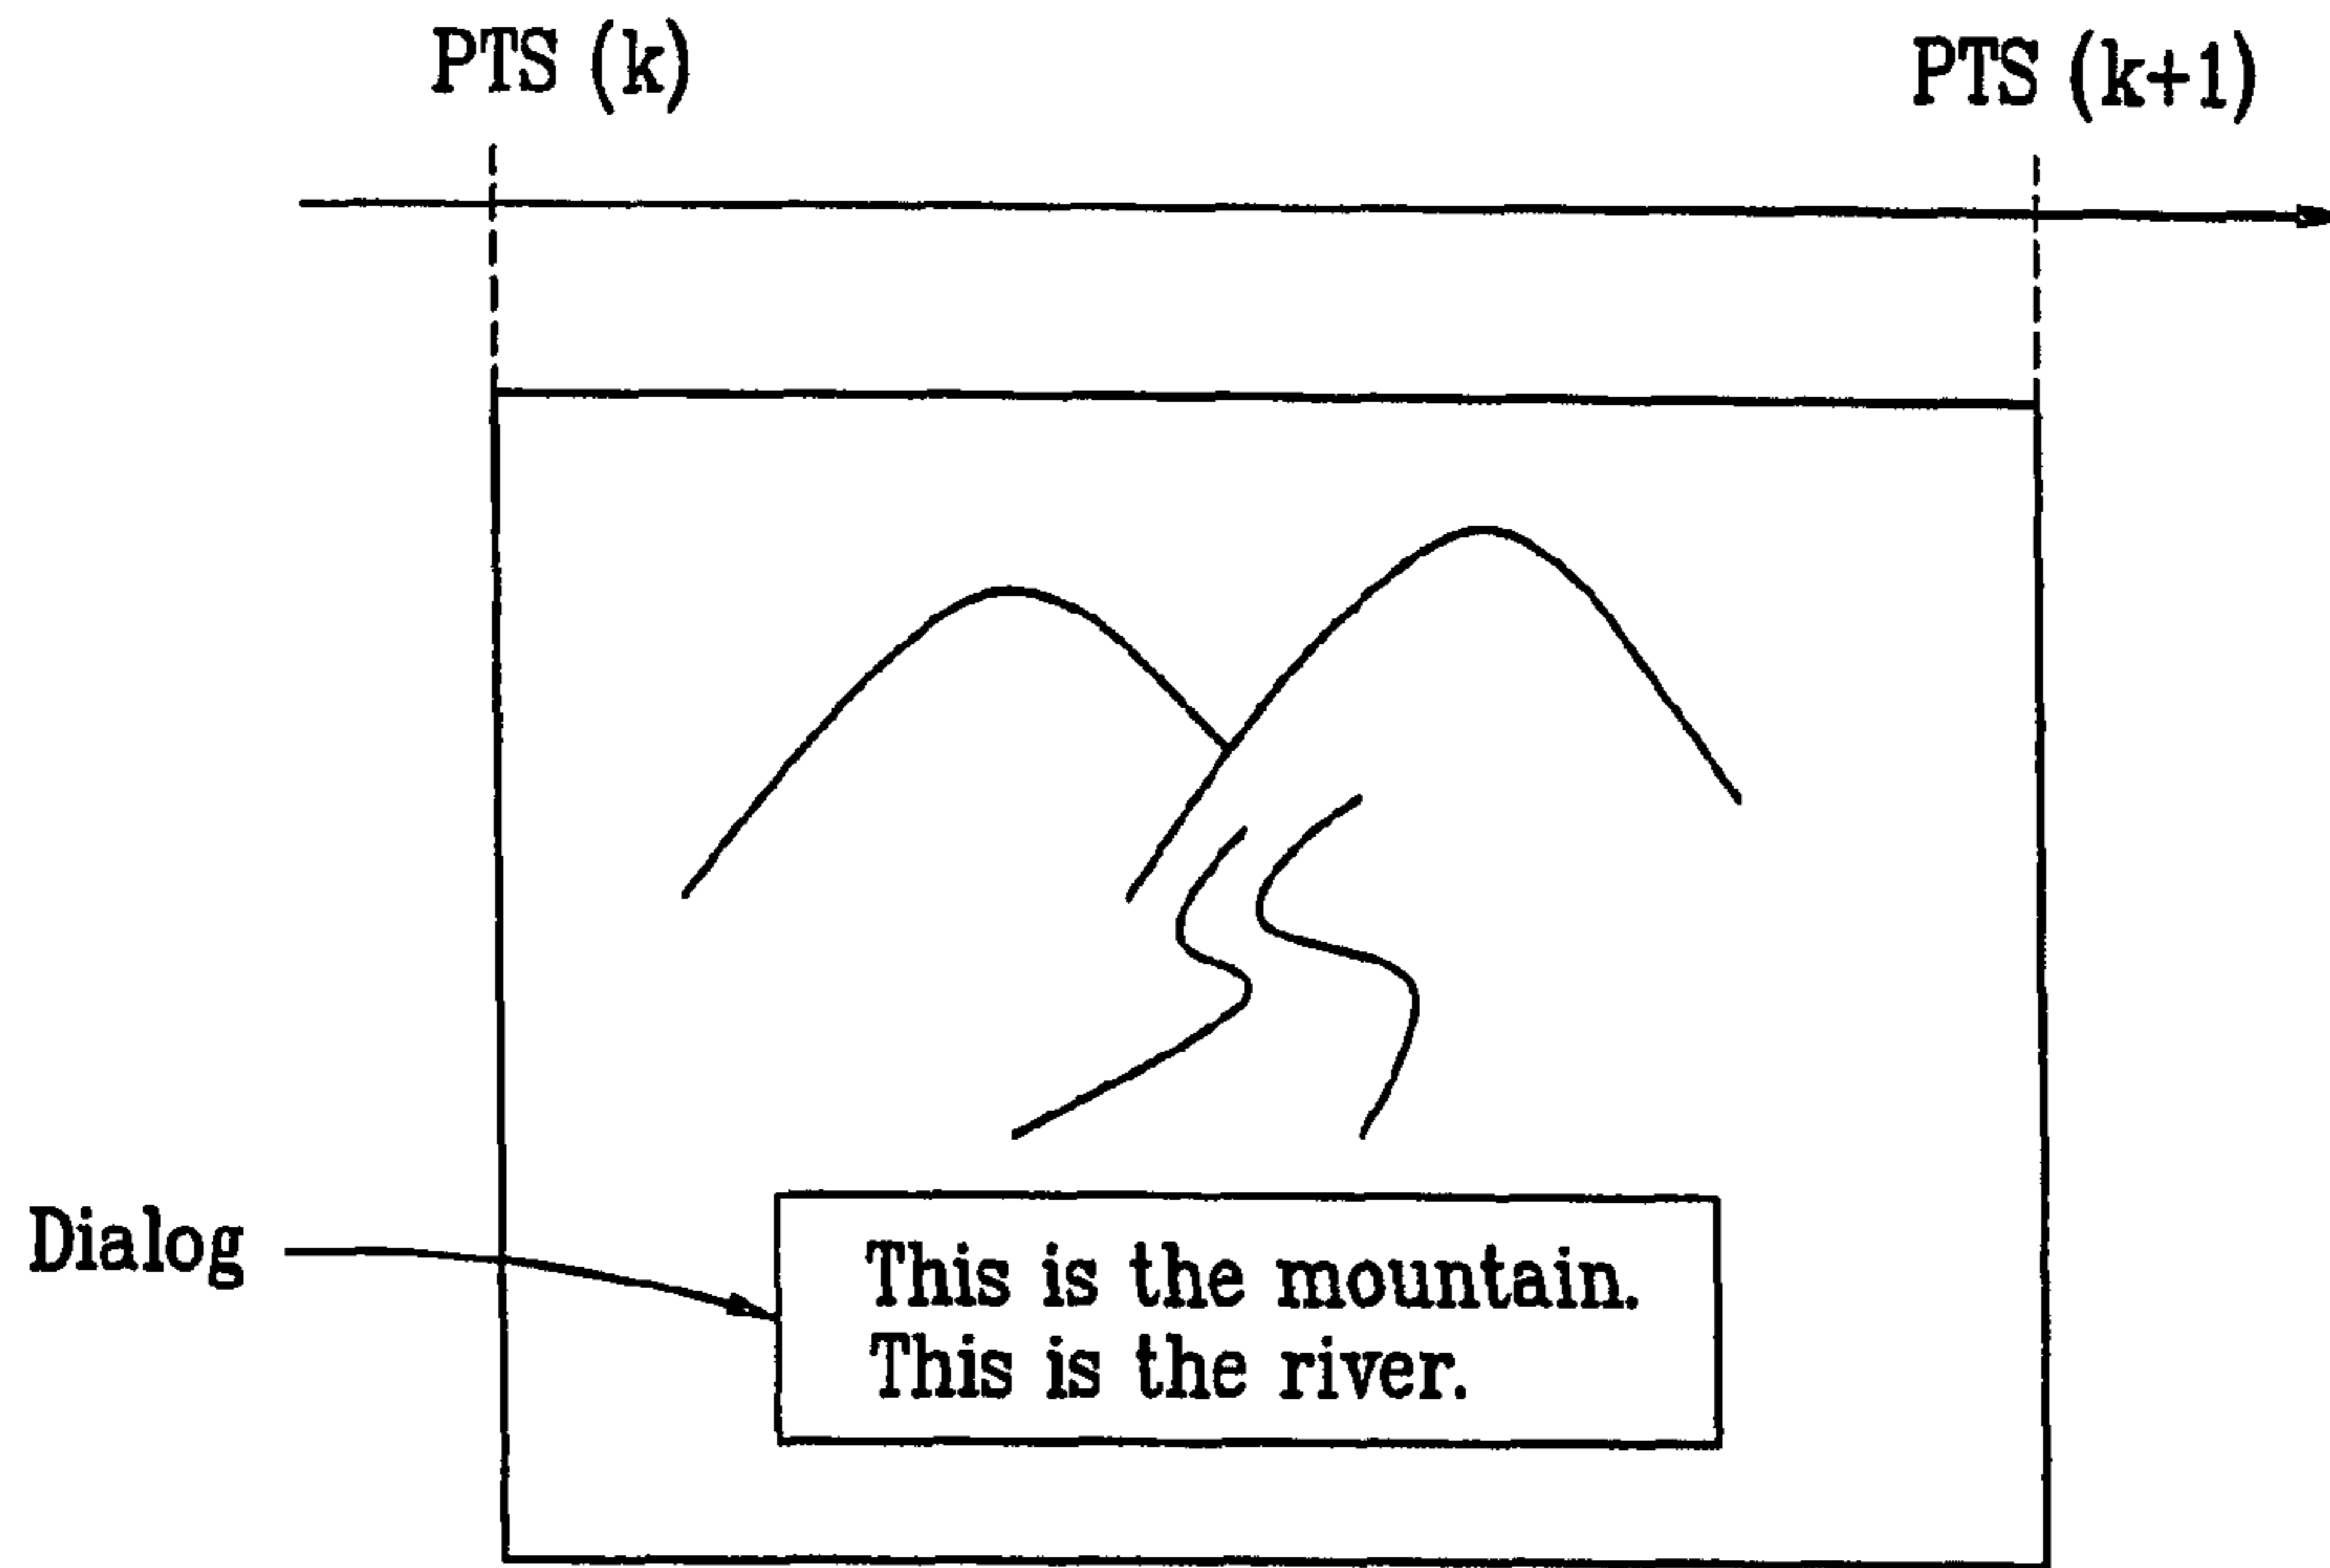 PTS (k)
PTS (k+1)
Dialog
This is the mountain.
This is the river.